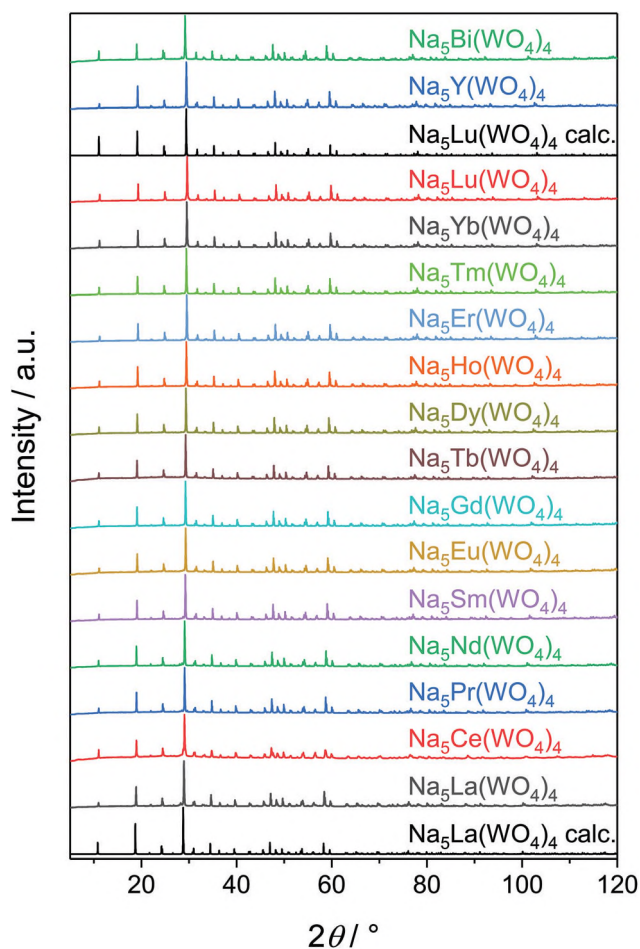 Na₅Bi(WO₄)₄
Na₅Y(WO₄)₄
Na₅Lu(WO₄)₄ calc.
Na₅Lu(WO₄)₄
Na₅Yb(WO₄)₄
Na₅Tm(WO₄)₄
Na₅Er(WO₄)₄
Na₅Ho(WO₄)₄
Na₅Dy(WO₄)₄
Na₅Tb(WO₄)₄
Na₅Gd(WO₄)₄
Na₅Eu(WO₄)₄
Na₅Sm(WO₄)₄
Na₅Nd(WO₄)₄
Na₅Pr(WO₄)₄
Na₅Ce(WO₄)₄
Na₅La(WO₄)₄
Na₅La(WO₄)₄ calc.
Intensity / a.u.
20 40 60 80 100 120
2θ / °